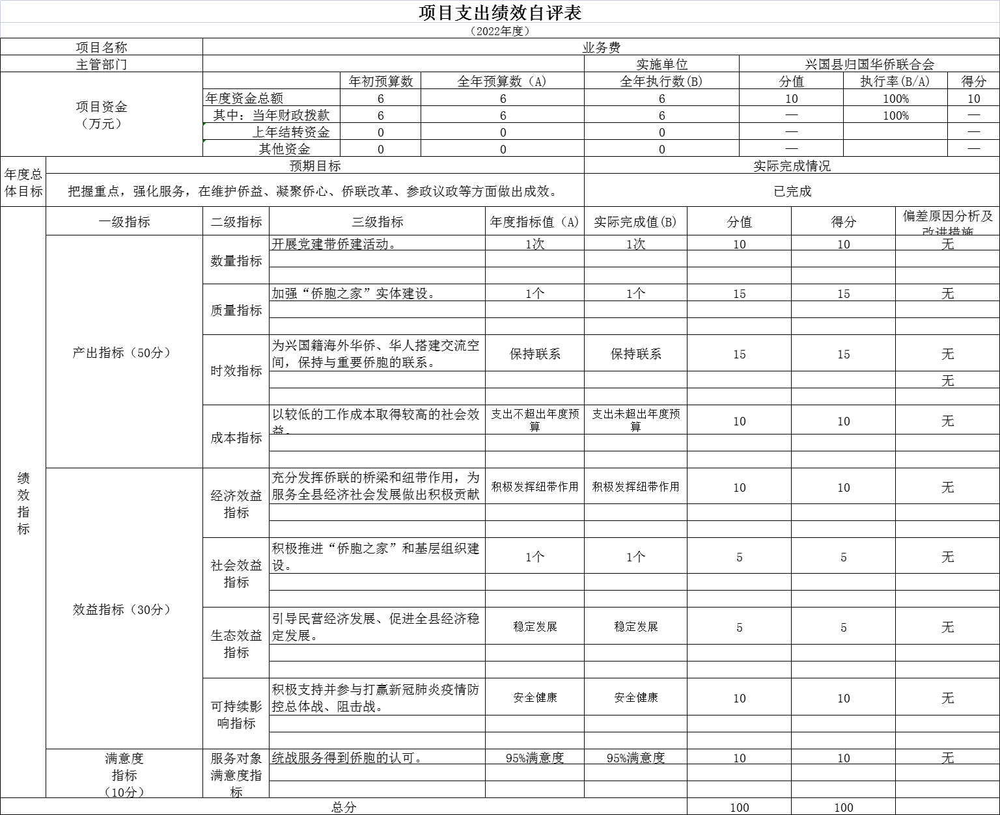 项目支出绩效自评表
（2022年度）
项目名称 业务费
主管部门 实施单位 兴国县归国华侨联合会
项目资金
（万元）
年初预算数 全年预算数（A） 全年执行数(B) 分值 执行率(B/A) 得分
年度资金总额 6 6 6 10 100% 10
其中：当年财政拨款 6 6 6 — 100% —
上年结转资金 0 0 0 — —
其他资金 0 0 0 — —
年度总
体目标
预期目标 实际完成情况
把握重点，强化服务，在维护侨益、凝聚侨心、侨联改革、参政议政等方面做出成效。 已完成
绩
效
指
标
一级指标 二级指标 三级指标 年度指标值（A） 实际完成值(B) 分值 得分 偏差原因分析及
改进措施
产出指标（50分）
数量指标
开展党建带侨建活动。 1次 1次 10 10 无
质量指标
加强“侨胞之家”实体建设。 1个 1个 15 15 无
时效指标
为兴国籍海外华侨、华人搭建交流空
间，保持与重要侨胞的联系。
保持联系 保持联系 15 15 无
无
成本指标
以较低的工作成本取得较高的社会效
益。
支出不超出年度预
算
支出未超出年度预
算
10 10 无
效益指标（30分）
经济效益
指标
充分发挥侨联的桥梁和纽带作用，为
服务全县经济社会发展做出积极贡献
积极发挥纽带作用 积极发挥纽带作用 10 10 无
社会效益
指标
积极推进“侨胞之家”和基层组织建
设。
1个 1个 5 5 无
生态效益
指标
引导民营经济发展、促进全县经济稳
定发展。
稳定发展 稳定发展 5 5 无
可持续影
响指标
积极支持并参与打赢新冠肺炎疫情防
控总体战、阻击战。
安全健康 安全健康 10 10 无
满意度
指标
（10分）
服务对象
满意度指
标
统战服务得到侨胞的认可。 95%满意度 95%满意度 10 10 无
总分 100 100